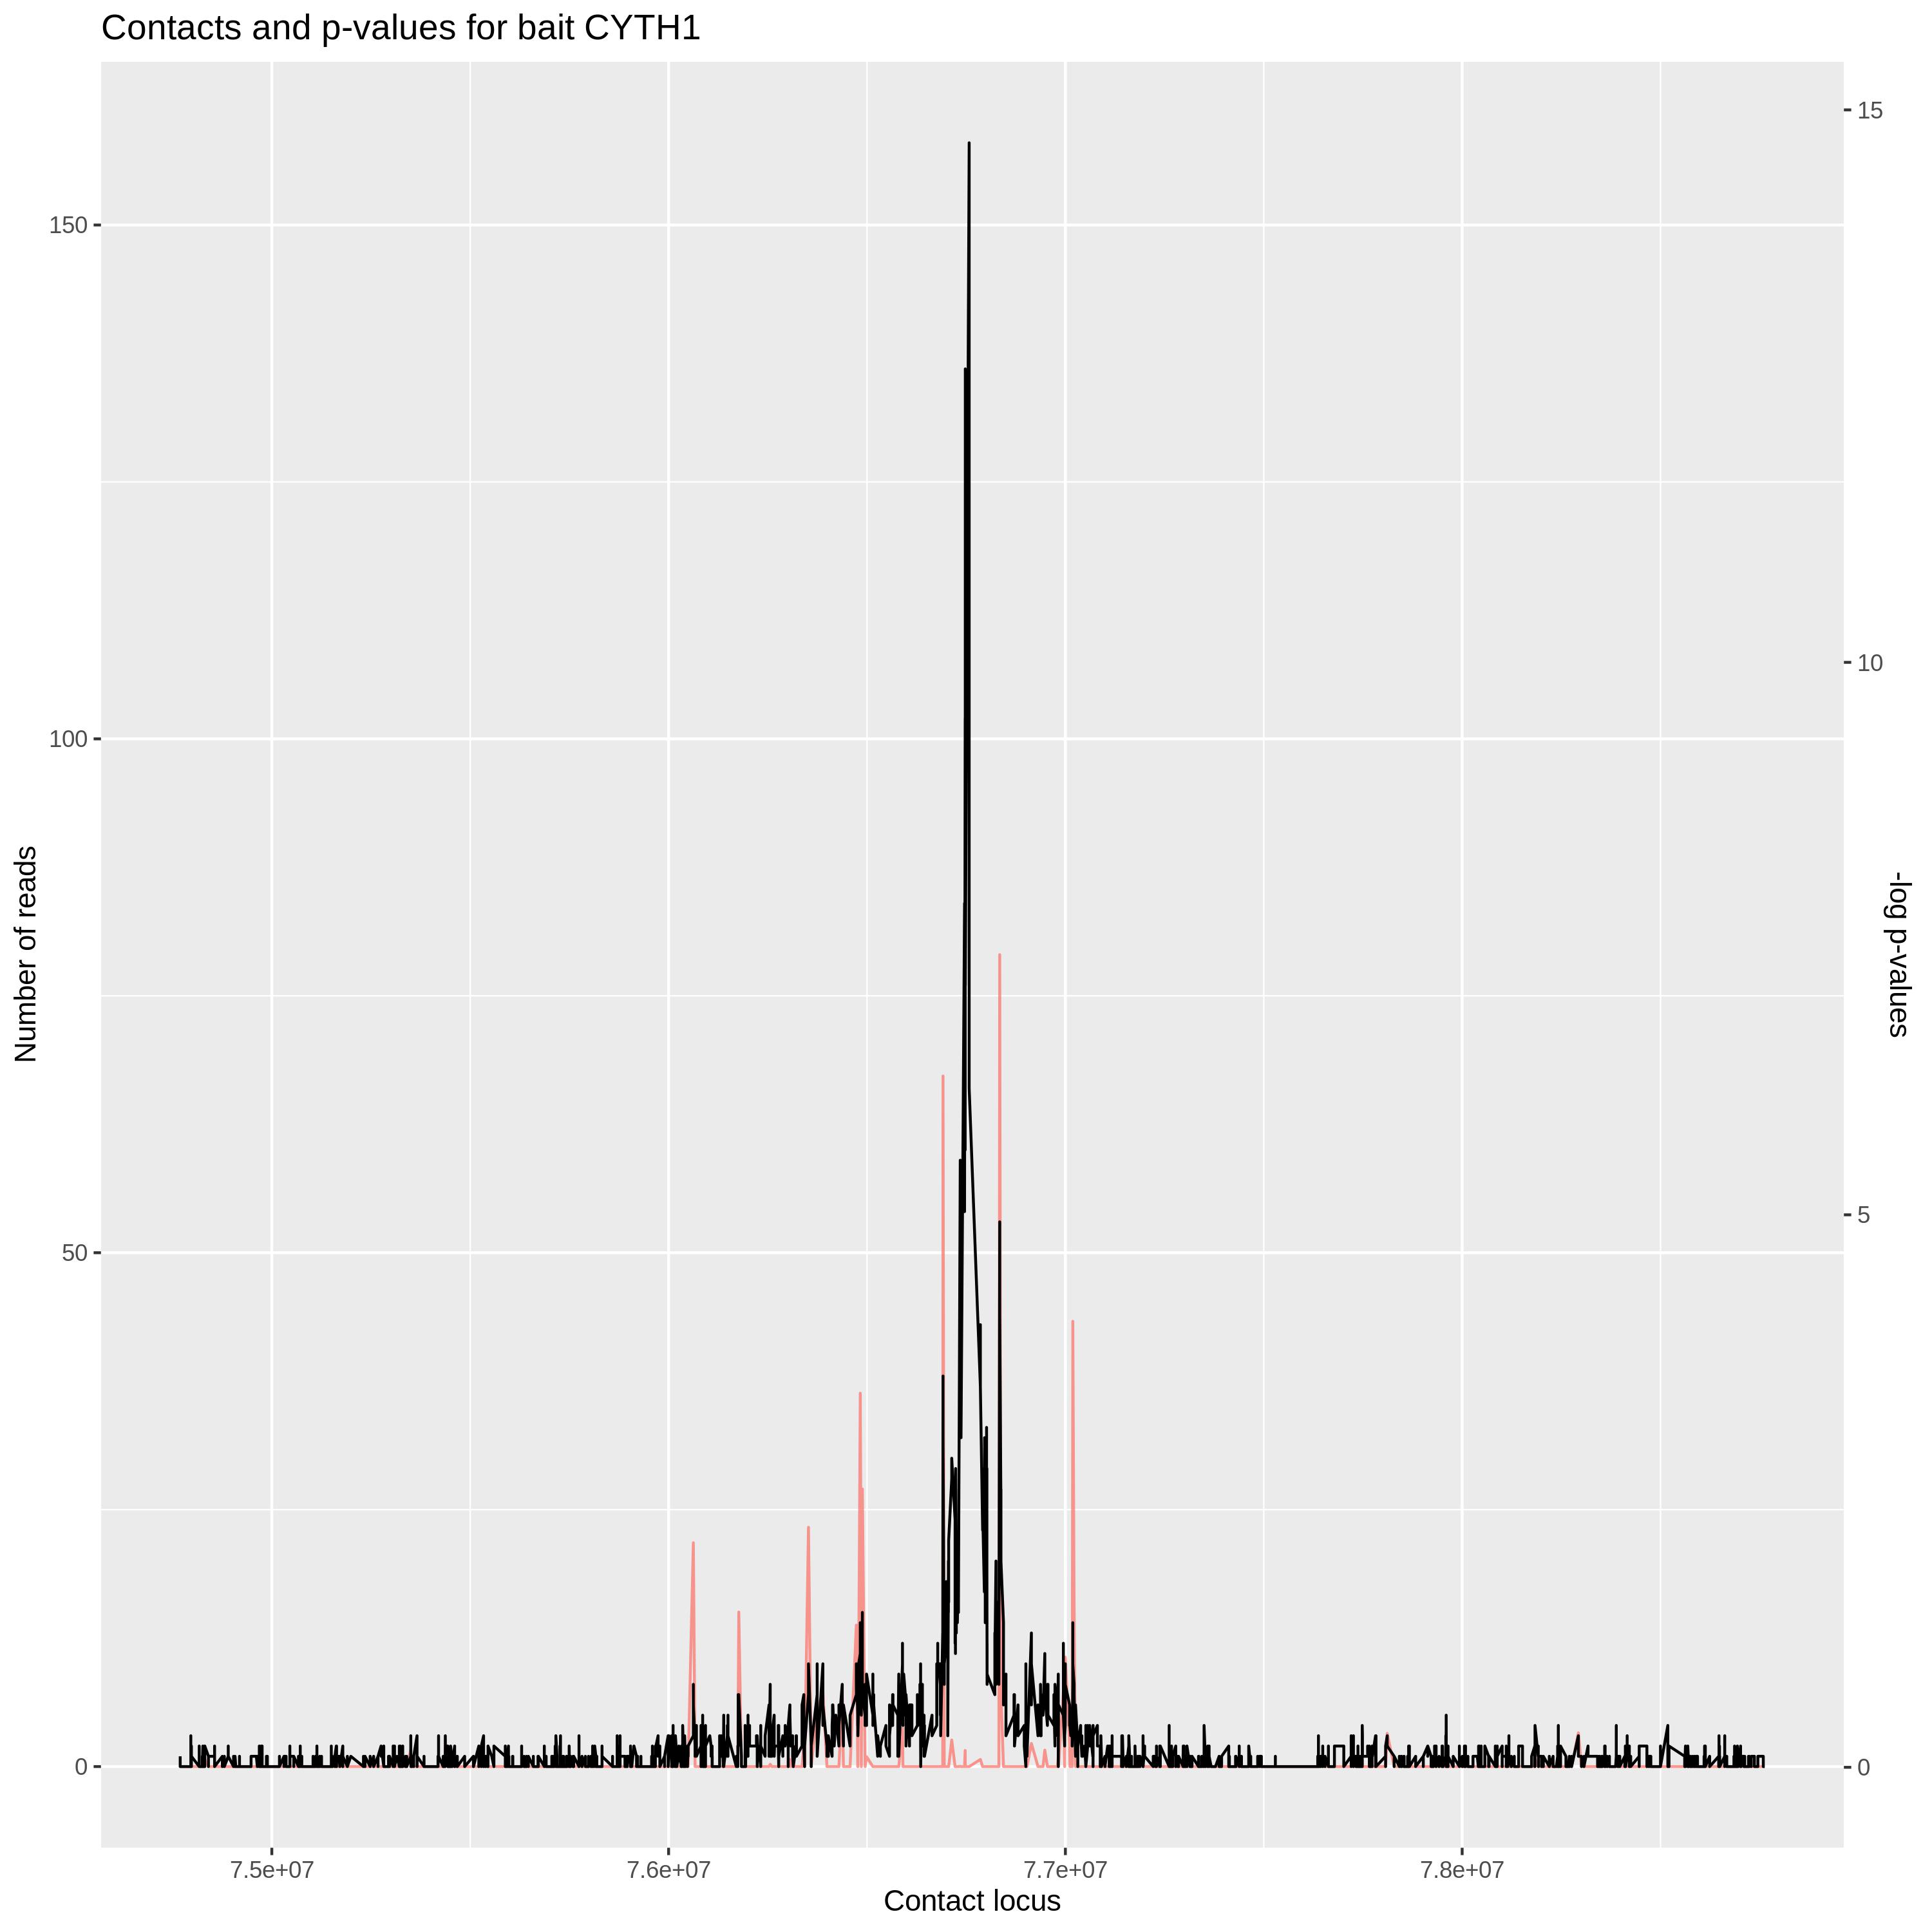 Contacts and p-values for bait CYTH1
Number of reads
150
100
50
0
15
10
5
0
-log p-values
7.5e+07 7.6e+07 7.7e+07 7.8e+07
Contact locus